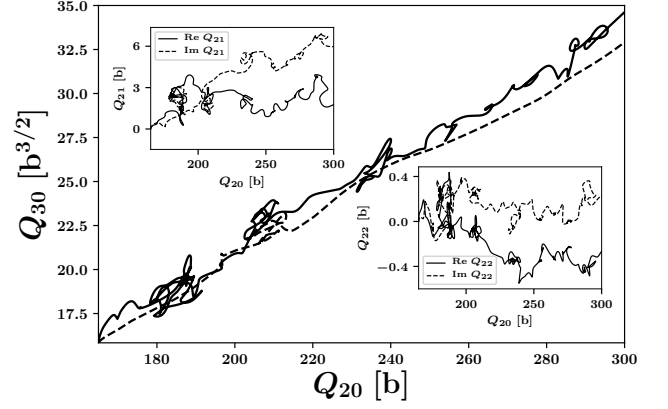 35.0
32.5
30.0
27.5
25.0
22.5
20.0
17.5
Q₃₀ [b³ᐟ²]
180
200
220
240
260
280
300
Q₂₀ [b]
6
3
0
Q₂₁ [b]
Re Q₂₁
Im Q₂₁
200
250
300
Q₂₀ [b]
0.4
0.0
−0.4
Q₂₂ [b]
Re Q₂₂
Im Q₂₂
200
250
300
Q₂₀ [b]